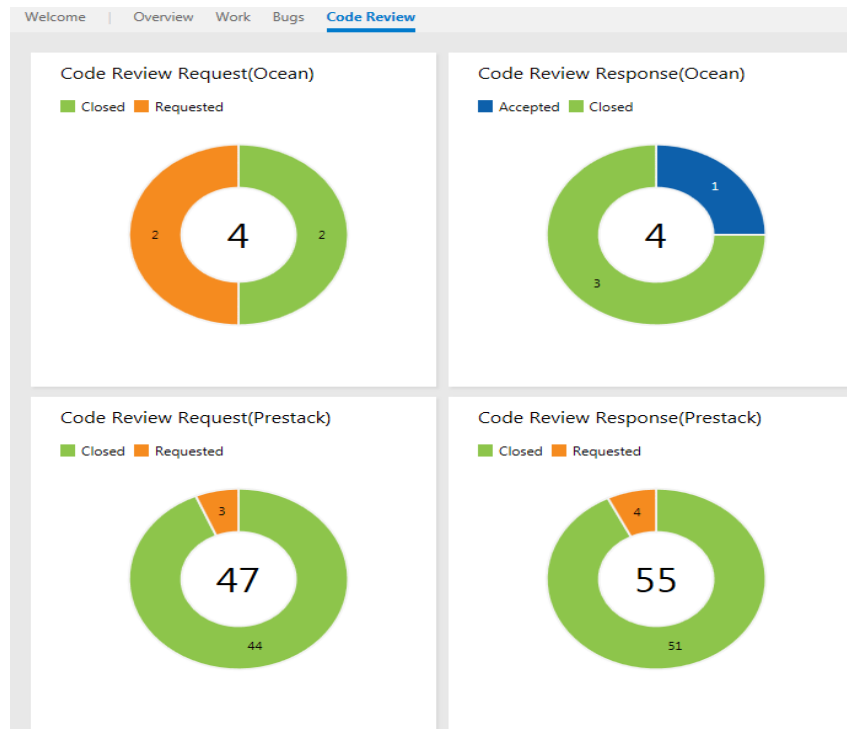 Welcome | Overview Work Bugs Code Review
Code Review Request(Ocean)
Closed Requested
2
4
2
Code Review Response(Ocean)
Accepted Closed
1
4
3
Code Review Request(Prestack)
Closed Requested
3
47
44
Code Review Response(Prestack)
Closed Requested
4
55
51